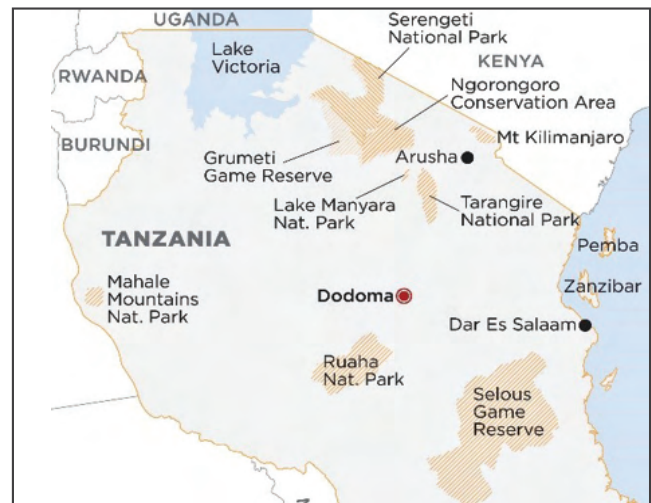 UGANDA
Serengeti
National Park
Lake
Victoria
KENYA
RWANDA
Ngorongoro
Conservation Area
BURUNDI
Mt Kilimanjaro
Grumeti
Game Reserve
Arusha
Lake Manyara
Nat. Park
Tarangire
National Park
TANZANIA
Pemba
Mahale
Mountains
Nat. Park
Dodoma
Zanzibar
Dar Es Salaam
Ruaha
Nat. Park
Selous
Game
Reserve